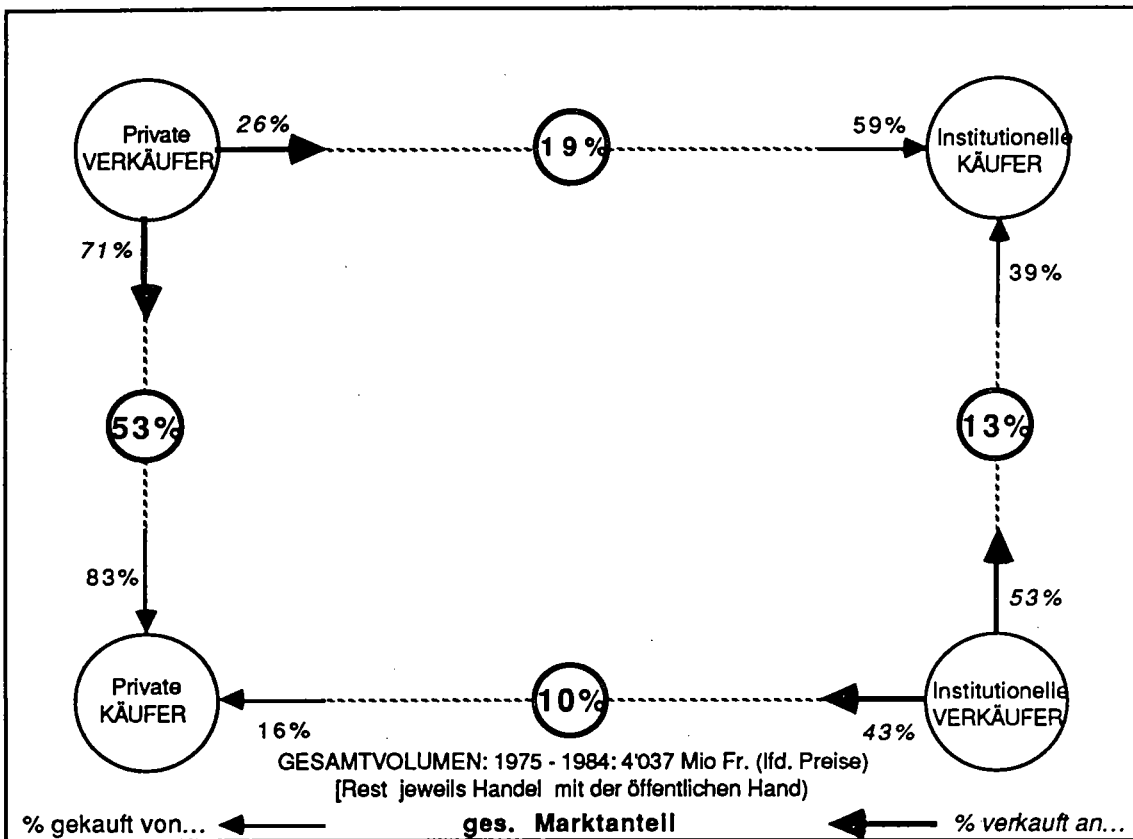 Private
VERKÄUFER
26%
19%
59%
Institutionelle
KÄUFER
71%
39%
53%
13%
83%
53%
Private
KÄUFER
16%
10%
43%
Institutionelle
VERKÄUFER
GESAMTVOLUMEN: 1975 - 1984: 4'037 Mio Fr. (lfd. Preise)
[Rest jeweils Handel mit der öffentlichen Hand)
% gekauft von... ges. Marktanteil % verkauft an...